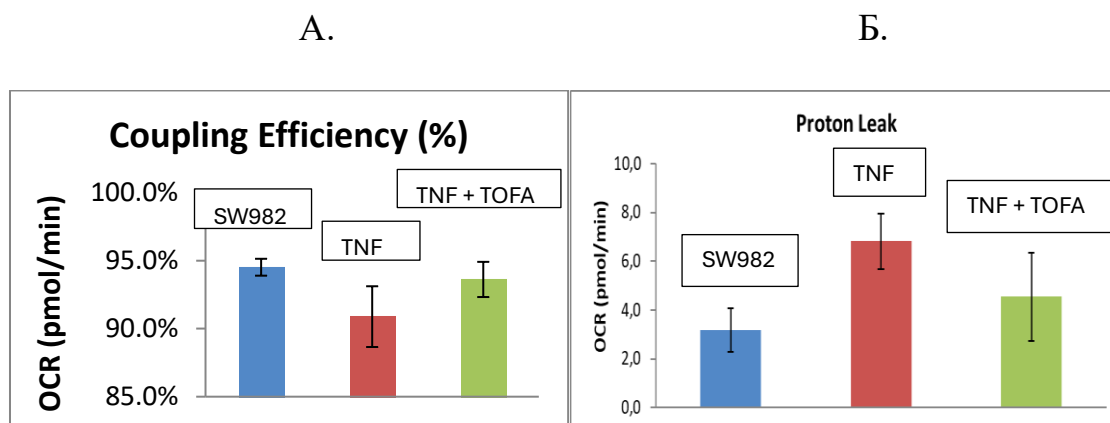 А.
Б.
Coupling Efficiency (%)
OCR (pmol/min)
100.0%
95.0%
90.0%
85.0%
SW982
TNF
TNF + TOFA
Proton Leak
OCR (pmol/min)
10,0
8,0
6,0
4,0
2,0
0,0
SW982
TNF
TNF + TOFA